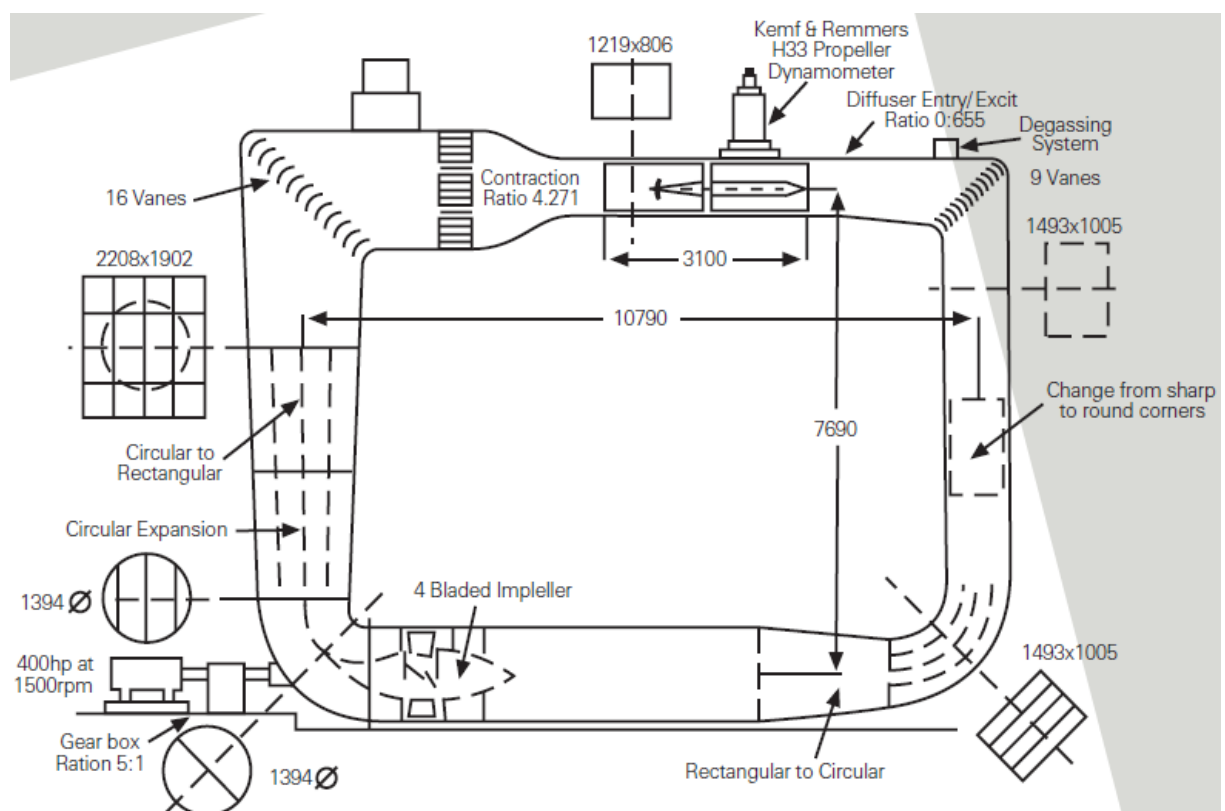 1219x806
Kemf & Remmers
H33 Propeller
Dynamometer
Diffuser Entry/Excit
Ratio 0:655
Degassing
System
16 Vanes
Contraction
Ratio 4.271
9 Vanes
2208x1902
3100
1493x1005
10790
Circular to
Rectangular
7690
Change from sharp
to round corners
Circular Expansion
1394 Ø
4 Bladed Impleller
400hp at
1500rpm
1493x1005
Gear box
Ration 5:1
1394 Ø
Rectangular to Circular